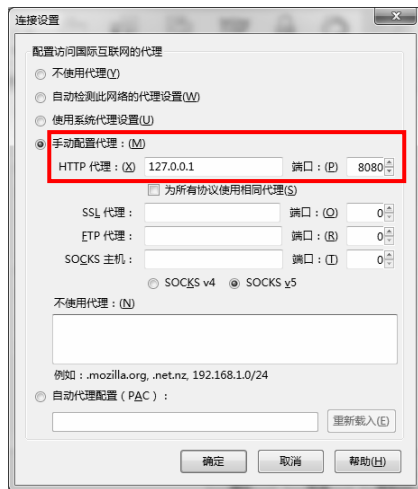 连接设置
配置访问国际互联网的代理
不使用代理(Y)
自动检测此网络的代理设置(W)
使用系统代理设置(U)
手动配置代理：(M)
HTTP 代理：(X) 127.0.0.1 端口：(P) 8080
为所有协议使用相同代理(S)
SSL 代理： 端口：(O) 0
FTP 代理： 端口：(R) 0
SOCKS 主机： 端口：(T) 0
SOCKS v4 SOCKS v5
不使用代理：(N)
例如：.mozilla.org, .net.nz, 192.168.1.0/24
自动代理配置（PAC）：
重新载入(E)
确定 取消 帮助(H)